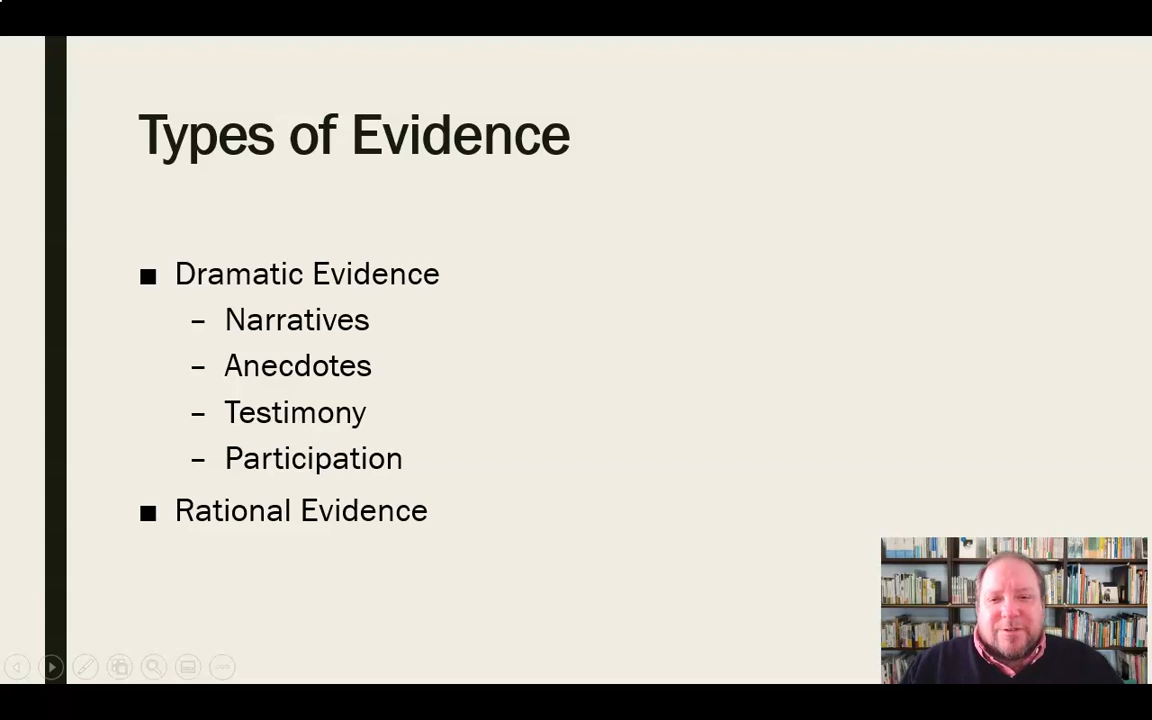 Types of Evidence
■ Dramatic Evidence
– Narratives
– Anecdotes
– Testimony
– Participation
■ Rational Evidence